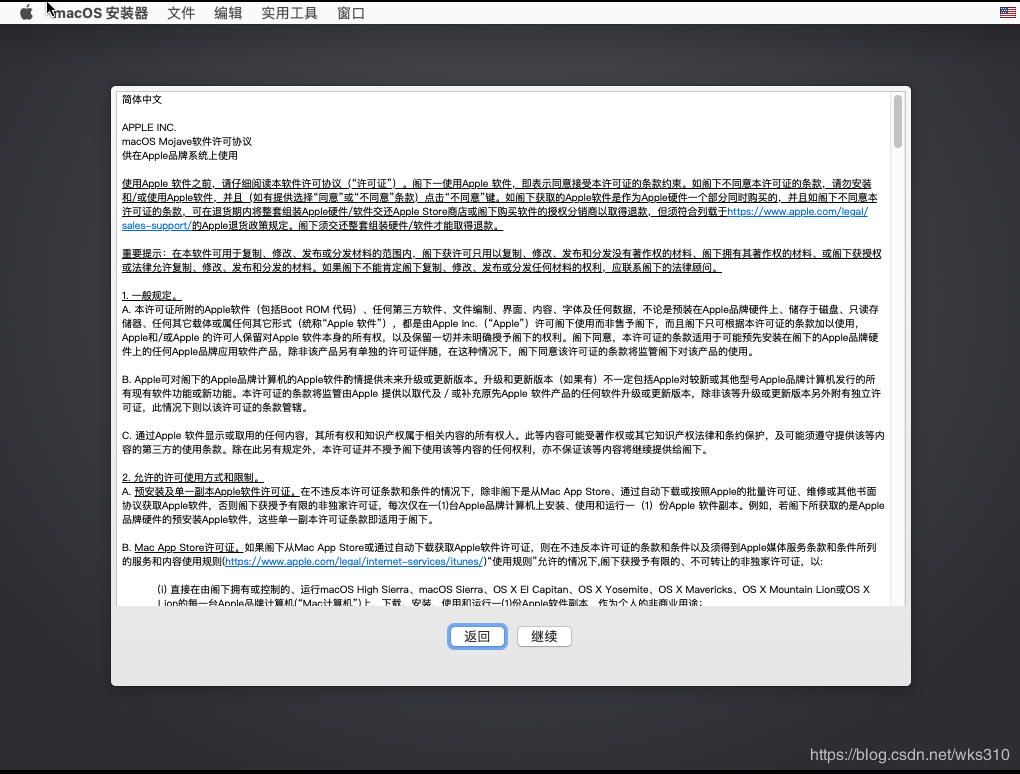 macOS 安装器 文件 编辑 实用工具 窗口
简体中文
APPLE INC.
macOS Mojave软件许可协议
供在Apple品牌系统上使用
使用Apple 软件之前，请仔细阅读本软件许可协议（“许可证”）。阁下一使用Apple 软件，即表示同意接受本许可证的条款约束。如阁下不同意本许可证的条款，请勿安装
和/或使用Apple软件，并且（如有提供选择“同意”或“不同意”条款）点击“不同意”键。如阁下获取的Apple软件是作为Apple硬件一个部分同时购买的，并且如阁下不同意本
许可证的条款，可在退货期内将整套组装Apple硬件/软件交还Apple Store商店或阁下购买软件的授权分销商以取得退款，但须符合列载于https://www.apple.com/legal/
sales-support/的Apple退货政策规定。阁下须交还整套组装硬件/软件才能取得退款。
重要提示：在本软件可用于复制、修改、发布或分发材料的范围内，阁下获许可只用以复制、修改、发布和分发没有著作权的材料、阁下拥有其著作权的材料、或阁下获授权
或法律允许复制、修改、发布和分发的材料。如果阁下不能肯定阁下复制、修改、发布或分发任何材料的权利，应联系阁下的法律顾问。
1. 一般规定。
A. 本许可证所附的Apple软件（包括Boot ROM 代码）、任何第三方软件、文件编制、界面、内容、字体及任何数据，不论是预装在Apple品牌硬件上、储存于磁盘、只读存
储器、任何其它载体或属任何其它形式（统称“Apple 软件”），都是由Apple Inc.（“Apple”）许可阁下使用而非售予阁下，而且阁下只可根据本许可证的条款加以使用，
Apple和/或Apple 的许可人保留对Apple 软件本身的所有权，以及保留一切并未明确授予阁下的权利。阁下同意，本许可证的条款适用于可能预先安装在阁下的Apple品牌硬
件上的任何Apple品牌应用软件产品，除非该产品另有单独的许可证伴随，在这种情况下，阁下同意该许可证的条款将监管阁下对该产品的使用。
B. Apple可对阁下的Apple品牌计算机的Apple软件酌情提供未来升级或更新版本。升级和更新版本（如果有）不一定包括Apple对较新或其他型号Apple品牌计算机发行的所
有现有软件功能或新功能。本许可证的条款将监管由Apple 提供以取代及 / 或补充原先Apple 软件产品的任何软件升级或更新版本，除非该等升级或更新版本另外附有独立许
可证，此情况下则以该许可证的条款管辖。
C. 通过Apple 软件显示或取用的任何内容，其所有权和知识产权属于相关内容的所有权人。此等内容可能受著作权或其它知识产权法律和条约保护，及可能须遵守提供该等内
容的第三方的使用条款。除在此另有规定外，本许可证并不授予阁下使用该等内容的任何权利，亦不保证该等内容将继续提供给阁下。
2. 允许的许可使用方式和限制。
A. 预安装及单一副本Apple软件许可证。在不违反本许可证条款和条件的情况下，除非阁下是从Mac App Store、通过自动下载或按照Apple的批量许可证、维修或其他书面
协议获取Apple软件，否则阁下获授予有限的非独家许可证，每次仅在一(1)台Apple品牌计算机上安装、使用和运行一（1）份Apple 软件副本。例如，若阁下所获取的是Apple
品牌硬件的预安装Apple软件，这些单一副本许可证条款即适用于阁下。
B. Mac App Store许可证。如果阁下从Mac App Store或通过自动下载获取Apple软件许可证，则在不违反本许可证的条款和条件以及须得到Apple媒体服务条款和条件所列
的服务和内容使用规则(https://www.apple.com/legal/internet-services/itunes/)“使用规则”允许的情况下,阁下获授予有限的、不可转让的非独家许可证，以:
(i) 直接在由阁下拥有或控制的、运行macOS High Sierra、macOS Sierra、OS X El Capitan、OS X Yosemite、OS X Mavericks、OS X Mountain Lion或OS X
Lion的每一台Apple品牌计算机(“Mac计算机”)上，下载、安装、使用和运行一(1)份Apple软件副本，作为个人的非商业用途；
返回 继续
https://blog.csdn.net/wks310